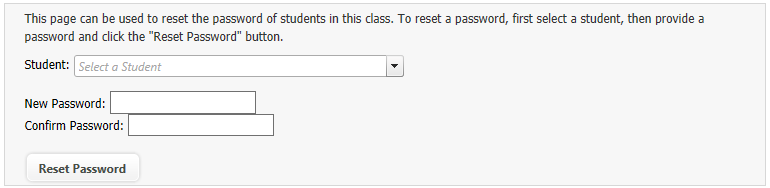 This page can be used to reset the password of students in this class. To reset a password, first select a student, then provide a
password and click the "Reset Password" button.
Student: Select a Student
New Password:
Confirm Password:
Reset Password